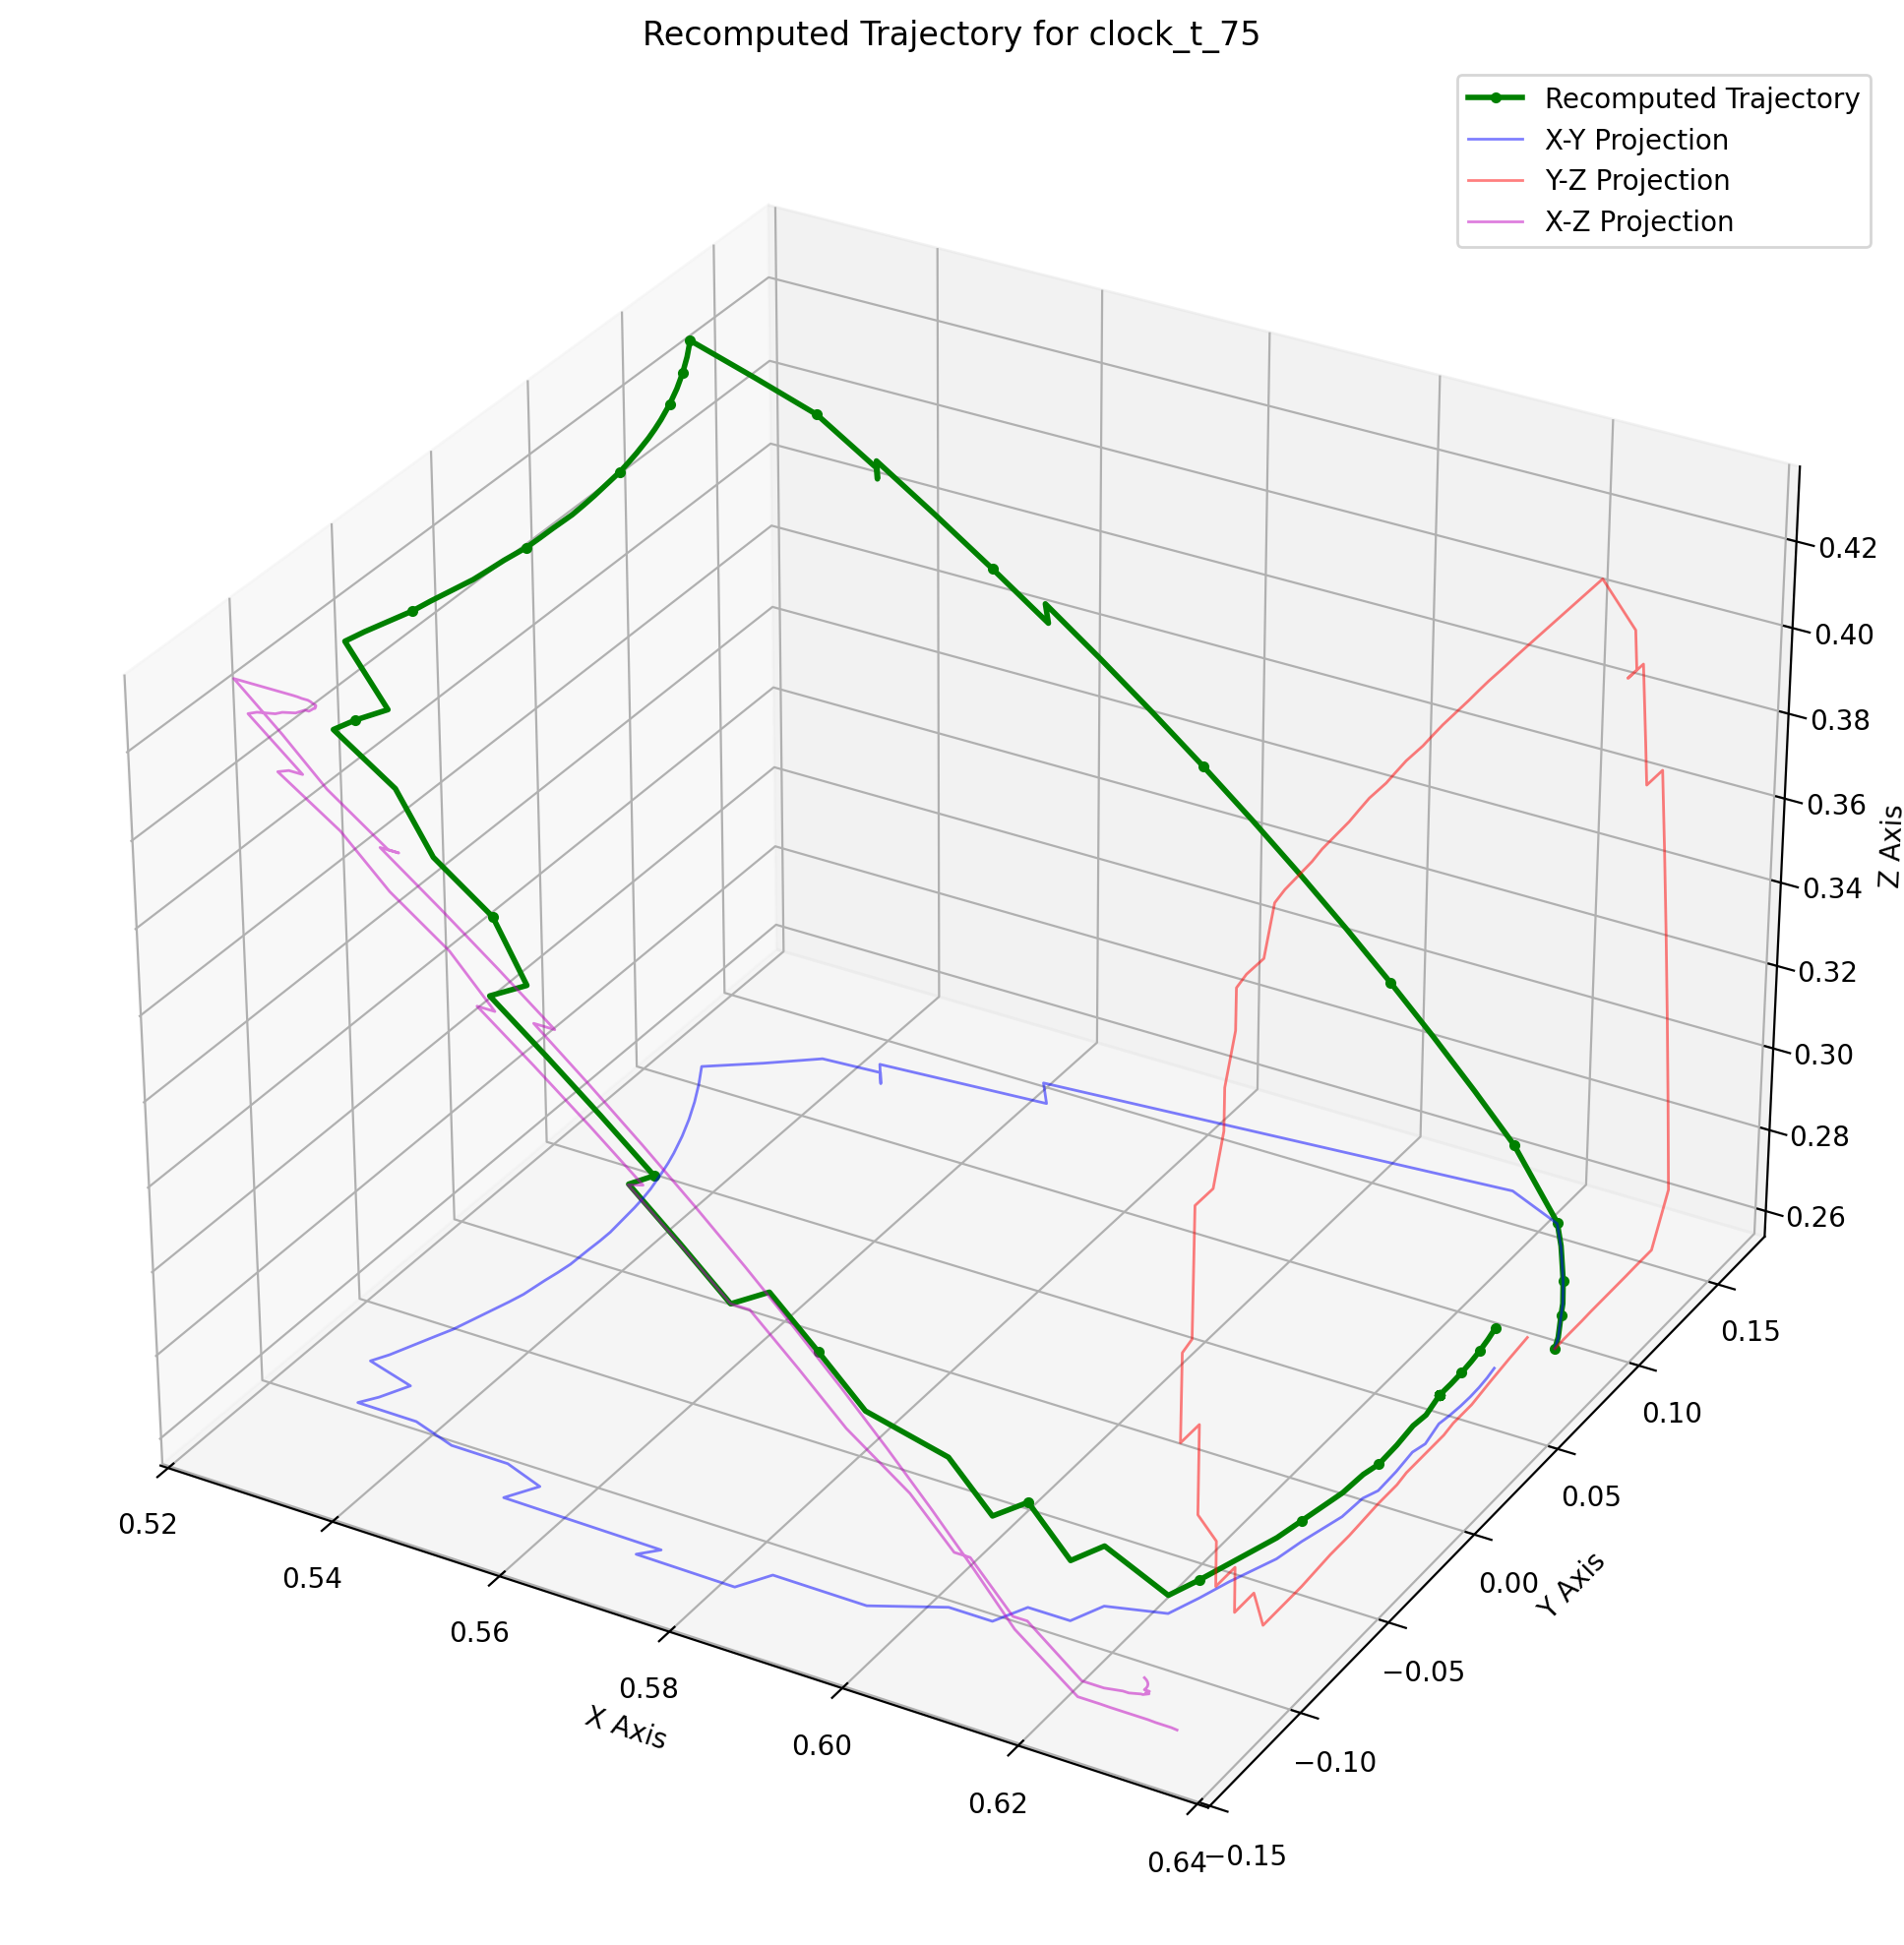 Recomputed Trajectory for clock_t_75
Recomputed Trajectory
X-Y Projection
Y-Z Projection
X-Z Projection
0.42
0.40
0.38
0.36
0.34
0.32
0.30
0.28
0.26
Z Axis
0.15
0.10
0.05
0.00
−0.05
−0.10
−0.15
Y Axis
0.52
0.54
0.56
0.58
0.60
0.62
0.64
X Axis